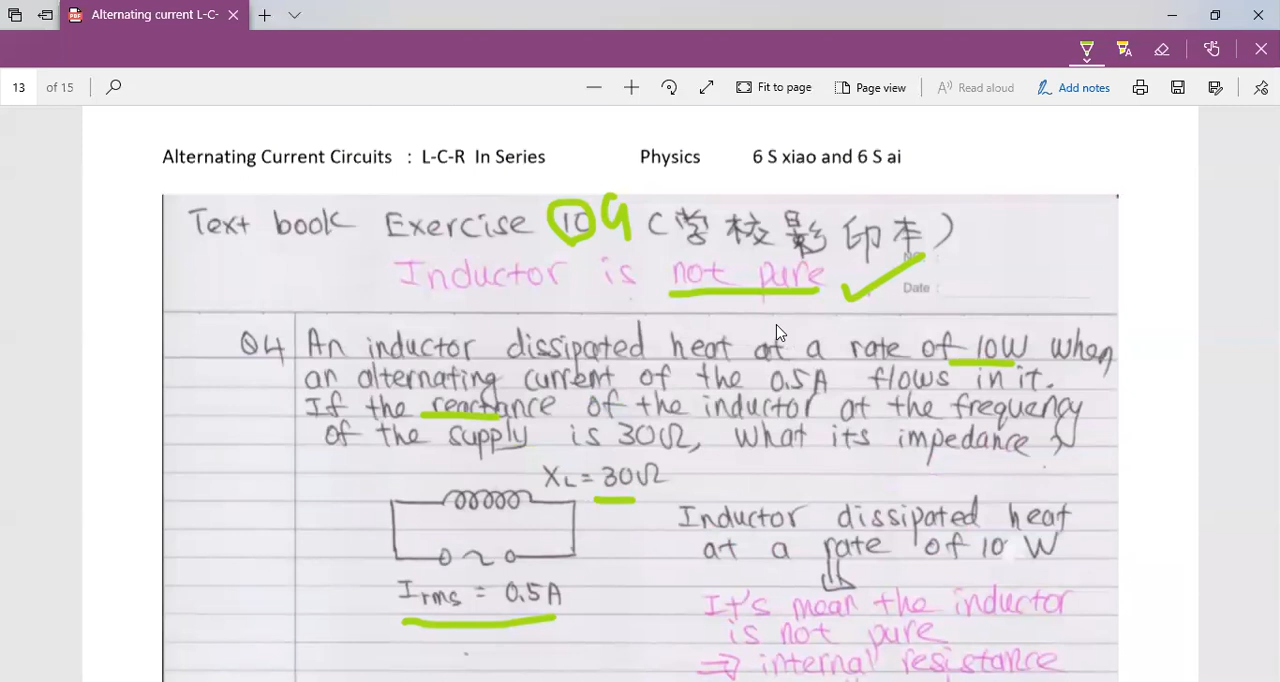 Alternating current L-C-
13 of 15
Fit to page
Page view
Read aloud
Add notes
Alternating Current Circuits : L-C-R In Series Physics 6 S xiao and 6 S ai
Text book Exercise 10 9 (学校影印本)
NO. :
Inductor is not pure
Date :
Q4 An inductor dissipated heat at a rate of 10W when
an alternating current of the 0.5A flows in it.
If the reactance of the inductor at the frequency
of the supply is 30Ω, What its impedance ?
XL = 30Ω
Inductor dissipated heat
at a rate of 10 W
Irms = 0.5A
It's mean the inductor
is not pure
⇒ internal resistance